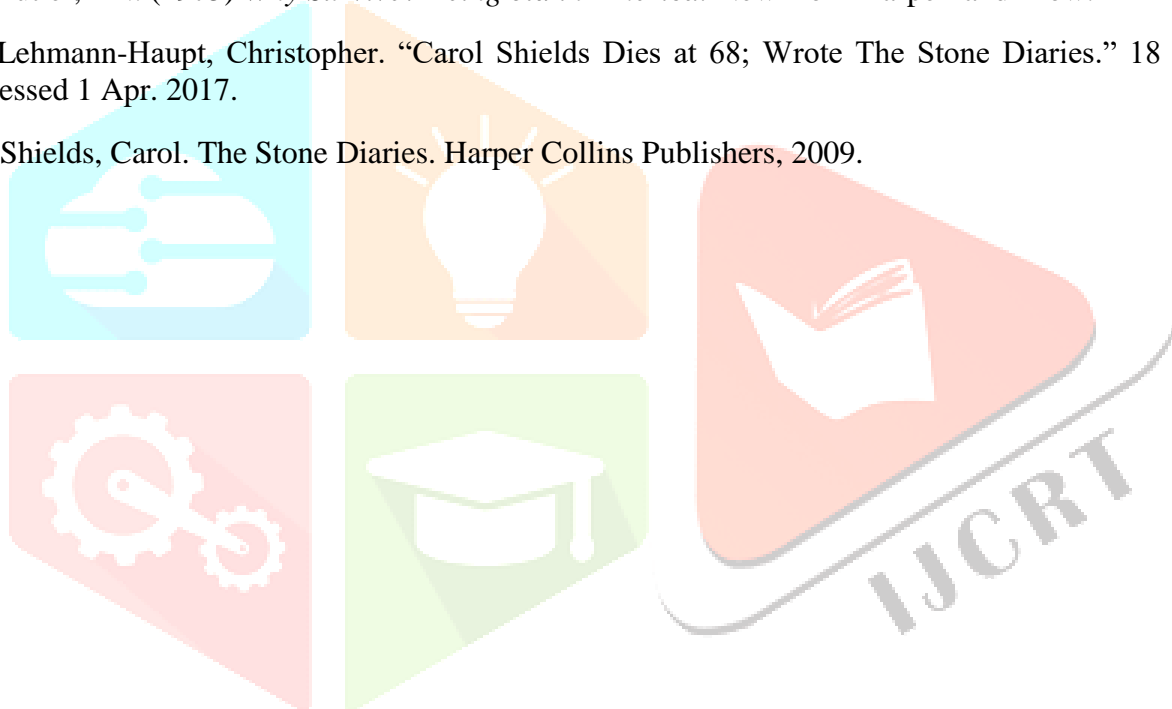 Lehmann-Haupt, Christopher. “Carol Shields Dies at 68; Wrote The Stone Diaries.” 18
essed 1 Apr. 2017.
Shields, Carol. The Stone Diaries. Harper Collins Publishers, 2009.
IJCRT